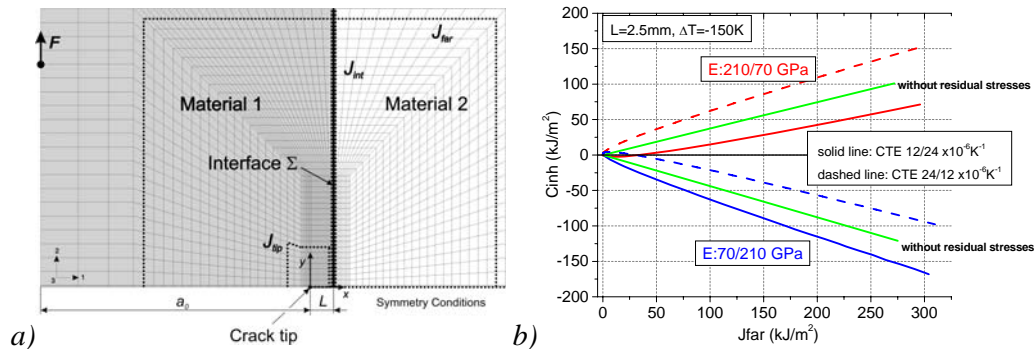 F
J_far
J_int
Material 1
Material 2
Interface Σ
J_tip
y
2
3
1
a_0
L
x
Symmetry Conditions
Crack tip
a)
200
150
100
50
0
-50
-100
-150
-200
Cinh (kJ/m²)
L=2.5mm, ΔT=-150K
E:210/70 GPa
without residual stresses
solid line: CTE 12/24 x10⁻⁶K⁻¹
dashed line: CTE 24/12 x10⁻⁶K⁻¹
without residual stresses
E:70/210 GPa
0 50 100 150 200 250 300
Jfar (kJ/m²)
b)